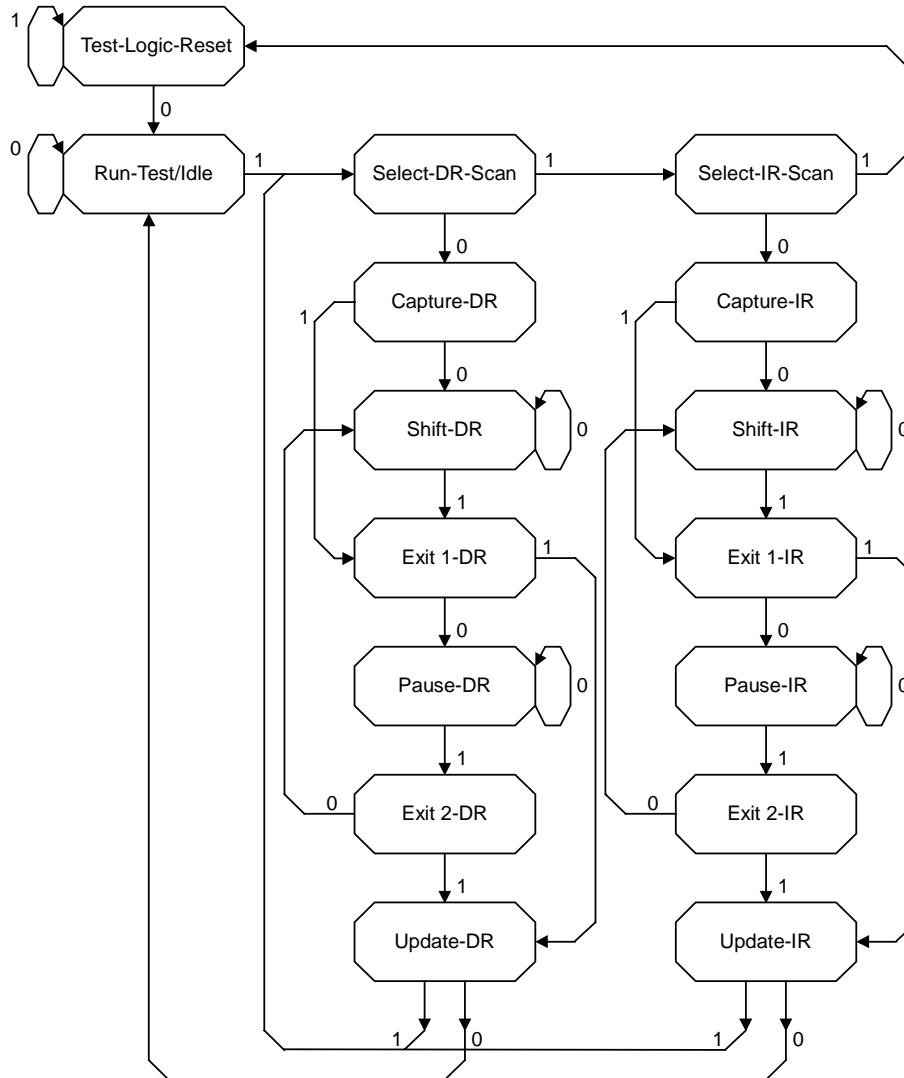 1
Test-Logic-Reset
0
0
Run-Test/Idle
1
Select-DR-Scan
1
Select-IR-Scan
1
0
0
Capture-DR
Capture-IR
1
1
0
0
Shift-DR
0
Shift-IR
0
1
1
Exit 1-DR
1
Exit 1-IR
1
0
0
Pause-DR
0
Pause-IR
0
1
1
0
Exit 2-DR
0
Exit 2-IR
1
1
Update-DR
Update-IR
1
0
1
0